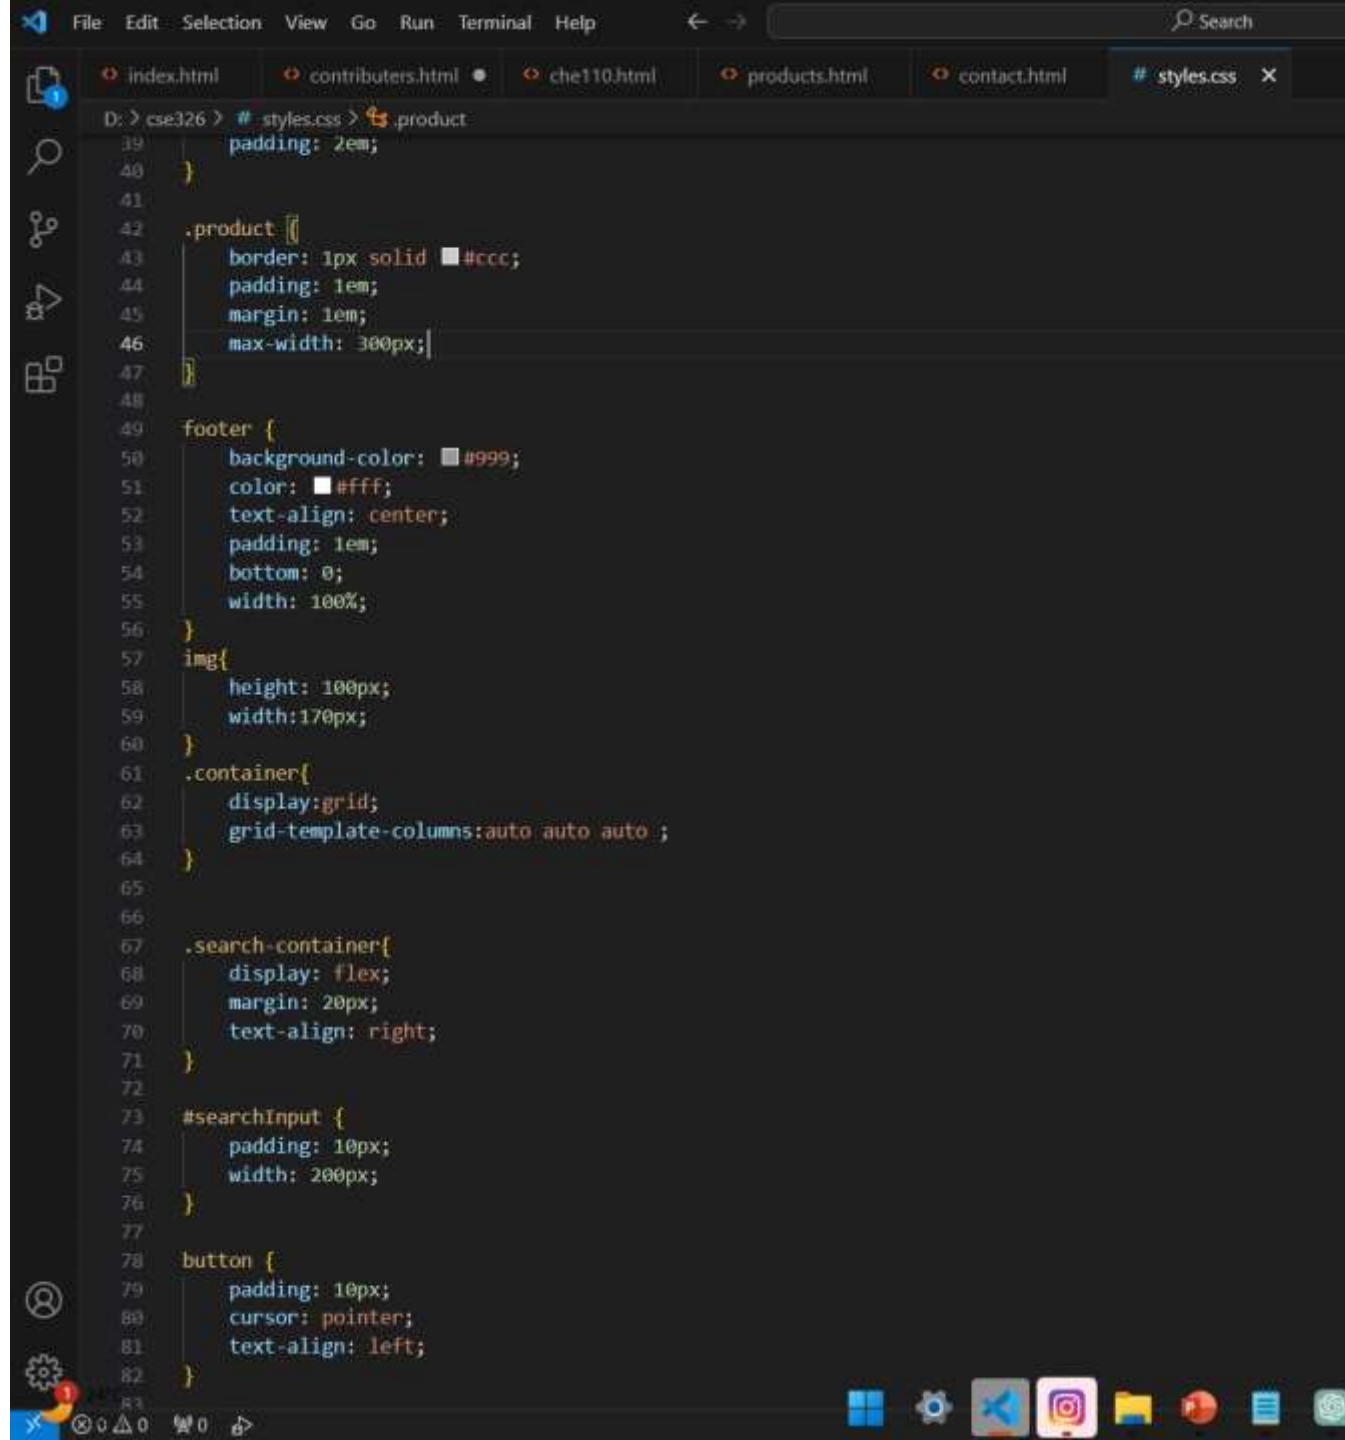 File Edit Selection View Go Run Terminal Help Search
index.html contributers.html che110.html products.html contact.html # styles.css
D: > cse326 > # styles.css > .product
39 padding: 2em;
40 }
41
42 .product {
43 border: 1px solid #ccc;
44 padding: 1em;
45 margin: 1em;
46 max-width: 300px;
47 }
48
49 footer {
50 background-color: #999;
51 color: #fff;
52 text-align: center;
53 padding: 1em;
54 bottom: 0;
55 width: 100%;
56 }
57 img{
58 height: 100px;
59 width:170px;
60 }
61 .container{
62 display:grid;
63 grid-template-columns:auto auto auto ;
64 }
65
66
67 .search-container{
68 display: flex;
69 margin: 20px;
70 text-align: right;
71 }
72
73 #searchInput {
74 padding: 10px;
75 width: 200px;
76 }
77
78 button {
79 padding: 10px;
80 cursor: pointer;
81 text-align: left;
82 }
83
1
1
0 0 0